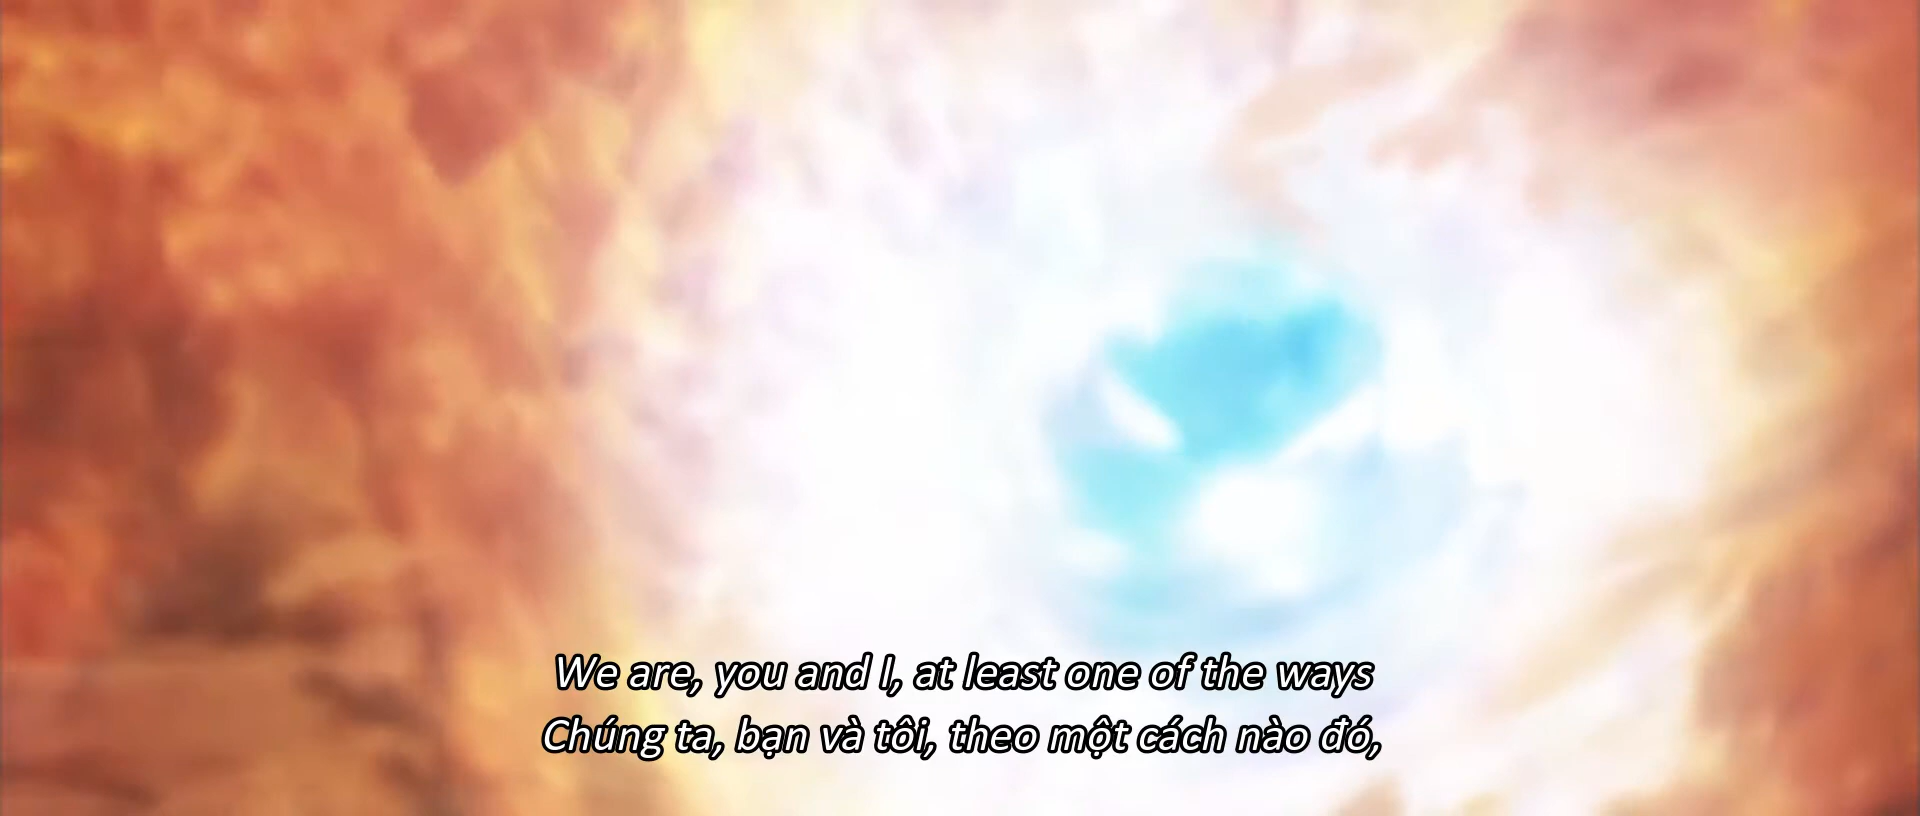 We are, you and I, at least one of the ways
Chúng ta, bạn và tôi, theo một cách nào đó,